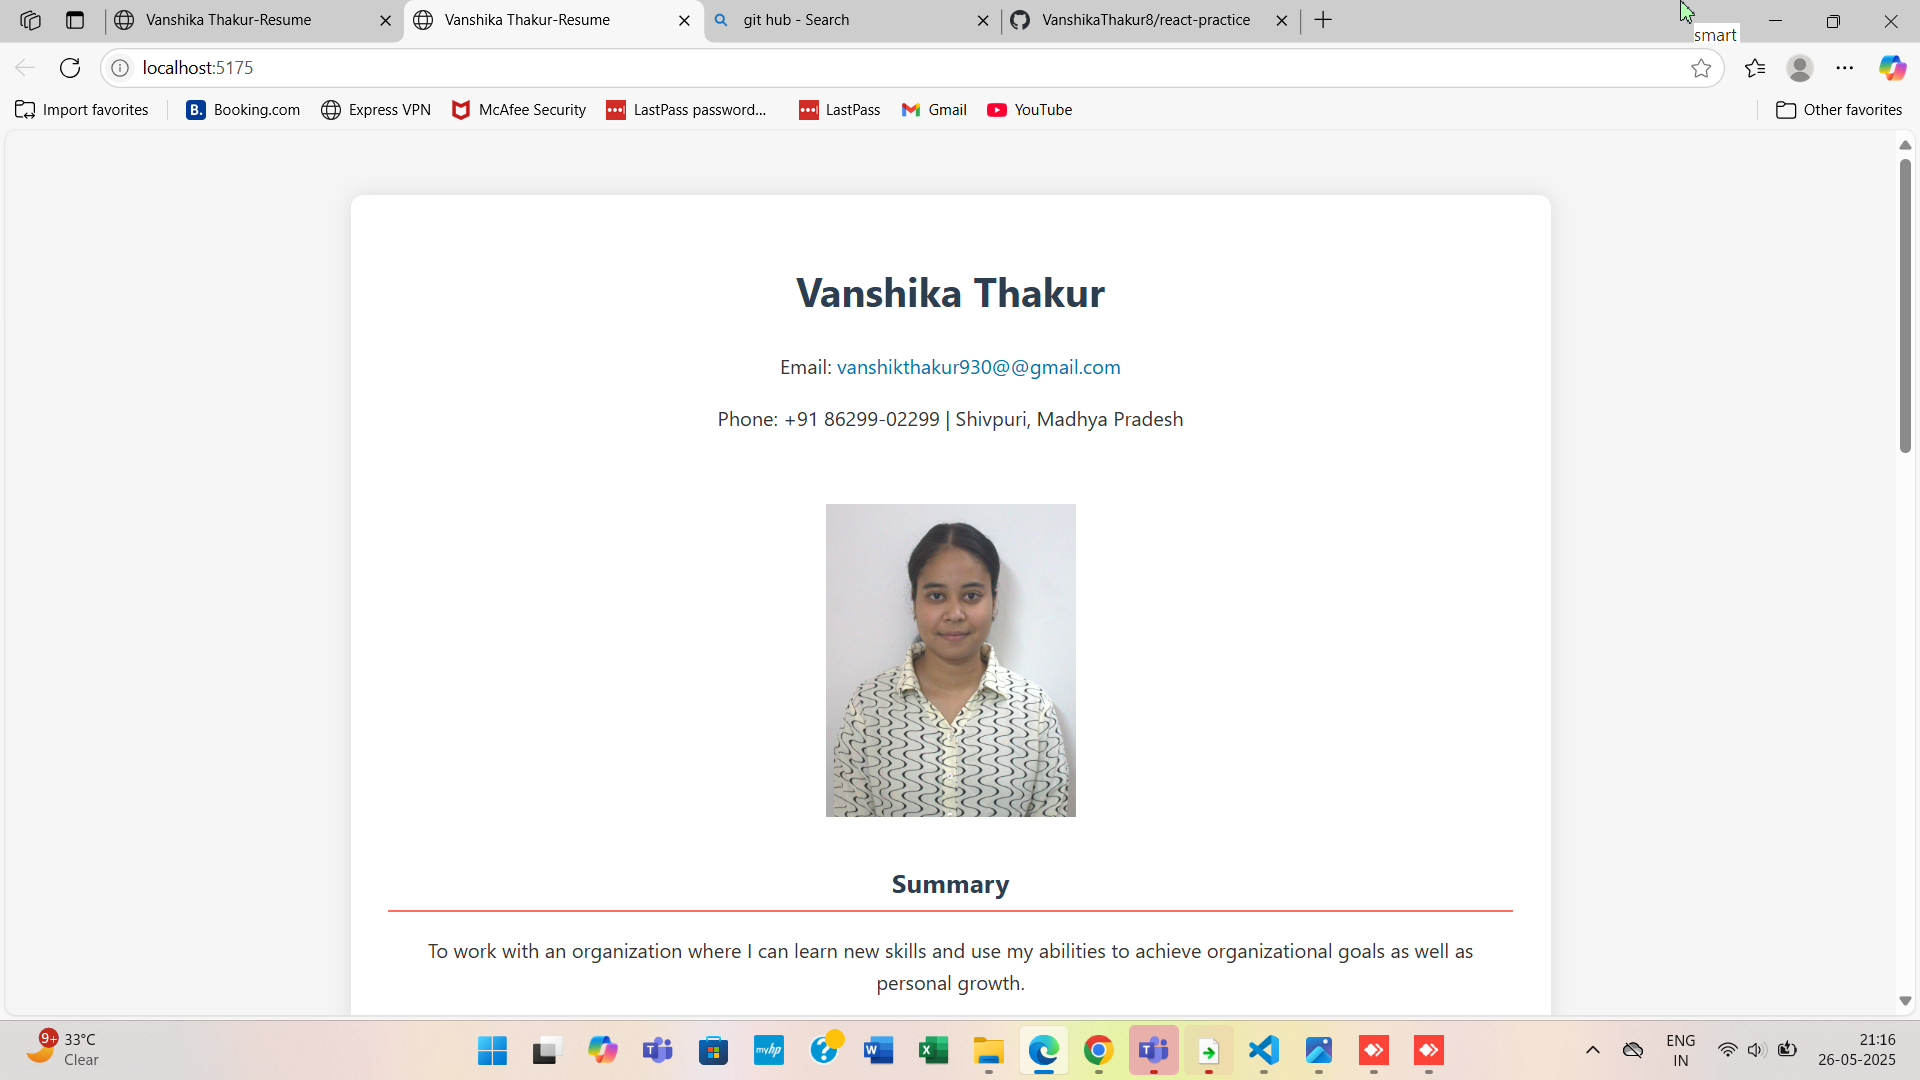 Vanshika Thakur-Resume
Vanshika Thakur-Resume
git hub - Search
VanshikaThakur8/react-practice
smart
localhost:5175
Import favorites
B. Booking.com
Express VPN
McAfee Security
LastPass password...
LastPass
Gmail
YouTube
Other favorites
Vanshika Thakur
Email: vanshikthakur930@@gmail.com
Phone: +91 86299-02299 | Shivpuri, Madhya Pradesh
Summary
To work with an organization where I can learn new skills and use my abilities to achieve organizational goals as well as
personal growth.
9+
33°C
Clear
myhp
ENG
IN
21:16
26-05-2025